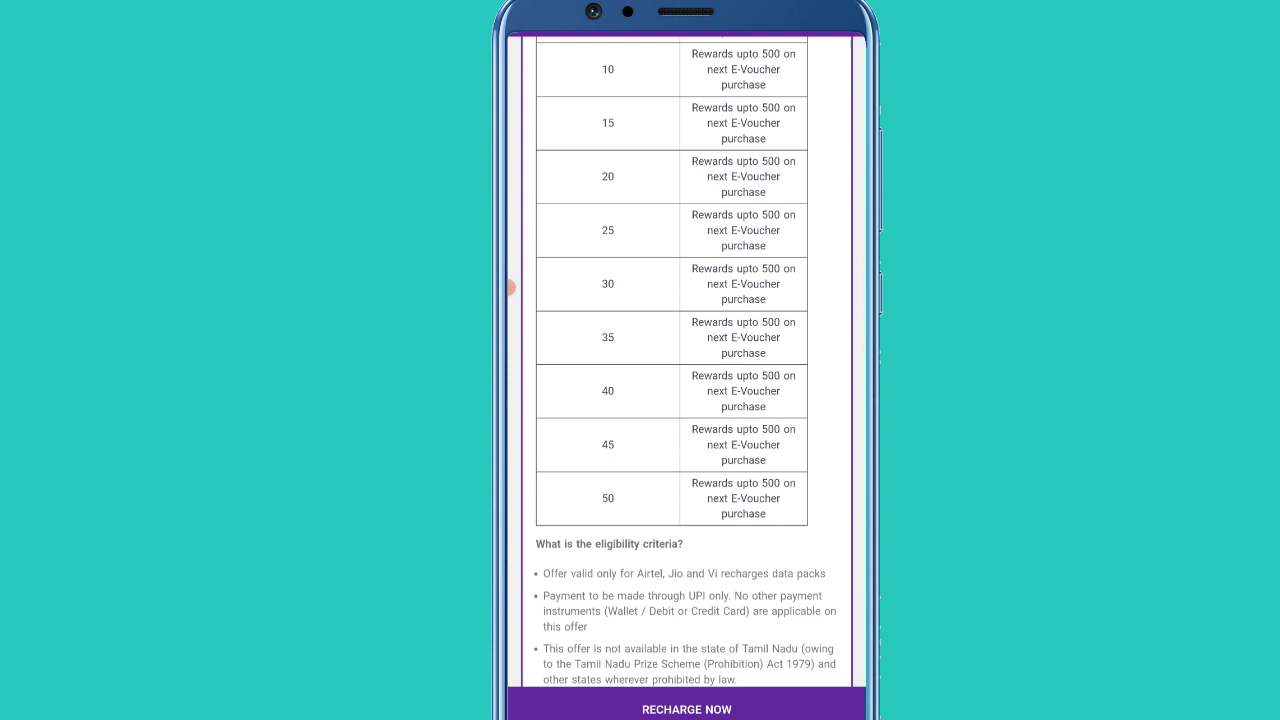 10
Rewards upto 500 on
next E-Voucher
purchase
15
Rewards upto 500 on
next E-Voucher
purchase
20
Rewards upto 500 on
next E-Voucher
purchase
25
Rewards upto 500 on
next E-Voucher
purchase
30
Rewards upto 500 on
next E-Voucher
purchase
35
Rewards upto 500 on
next E-Voucher
purchase
40
Rewards upto 500 on
next E-Voucher
purchase
45
Rewards upto 500 on
next E-Voucher
purchase
50
Rewards upto 500 on
next E-Voucher
purchase
What is the eligibility criteria?
• Offer valid only for Airtel, Jio and Vi recharges data packs
• Payment to be made through UPI only. No other payment
instruments (Wallet / Debit or Credit Card) are applicable on
this offer
• This offer is not available in the state of Tamil Nadu (owing
to the Tamil Nadu Prize Scheme (Prohibition) Act 1979) and
other states wherever prohibited by law.
RECHARGE NOW